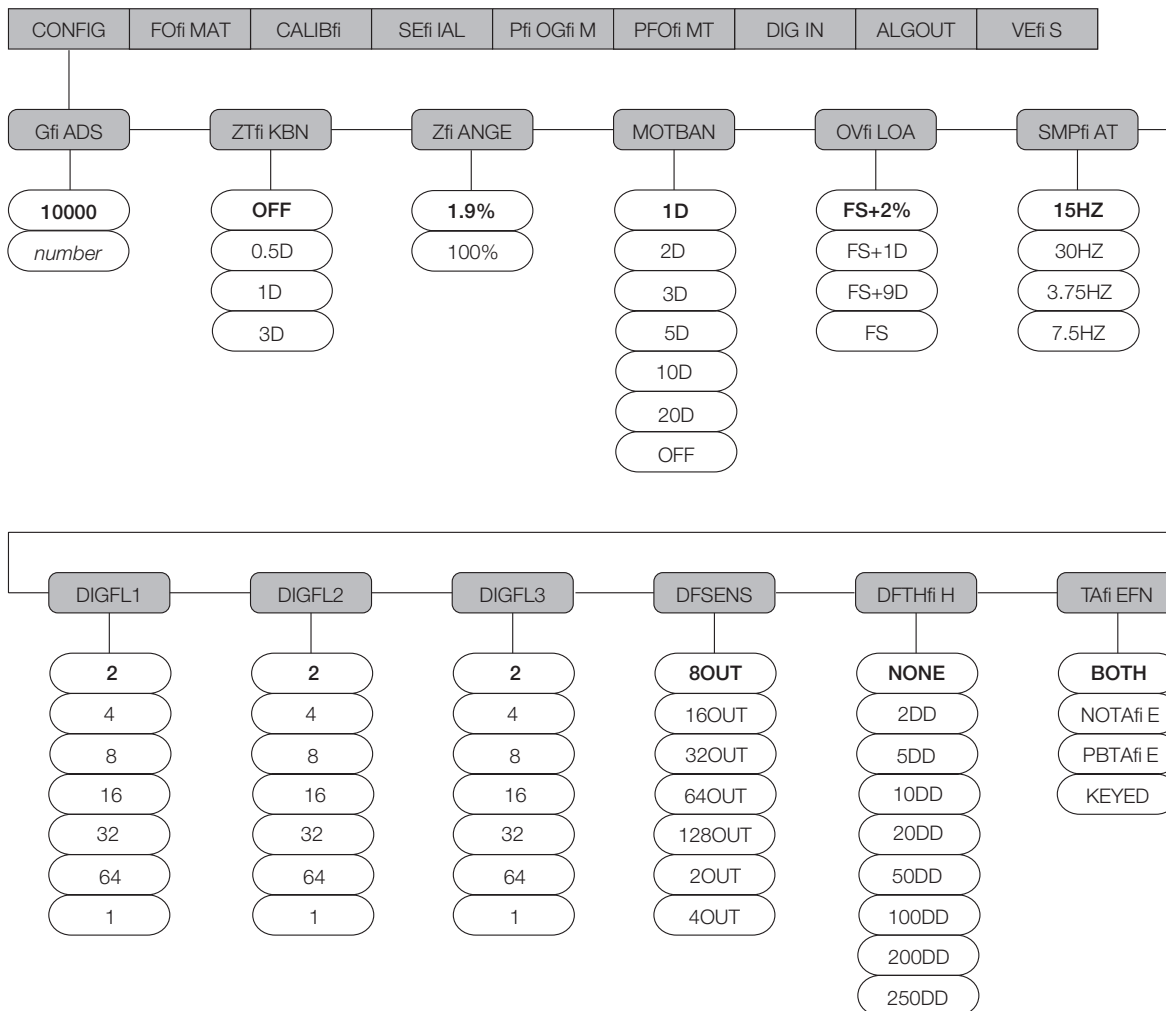 CONFIG FOfi MAT CALIBfi SEfi IAL Pfi OGfi M PFOfi MT DIG IN ALGOUT VEfi S
Gfi ADS ZTfi KBN Zfi ANGE MOTBAN OVfi LOA SMPfi AT
10000 OFF 1.9% 1D FS+2% 15HZ
number 0.5D 100% 2D FS+1D 30HZ
1D 3D FS+9D 3.75HZ
3D 5D FS 7.5HZ
10D
20D
OFF
DIGFL1 DIGFL2 DIGFL3 DFSENS DFTHfi H TAfi EFN
2 2 2 8OUT NONE BOTH
4 4 4 16OUT 2DD NOTAfi E
8 8 8 32OUT 5DD PBTAfi E
16 16 16 64OUT 10DD KEYED
32 32 32 128OUT 20DD
64 64 64 2OUT 50DD
1 1 1 4OUT 100DD
200DD
250DD